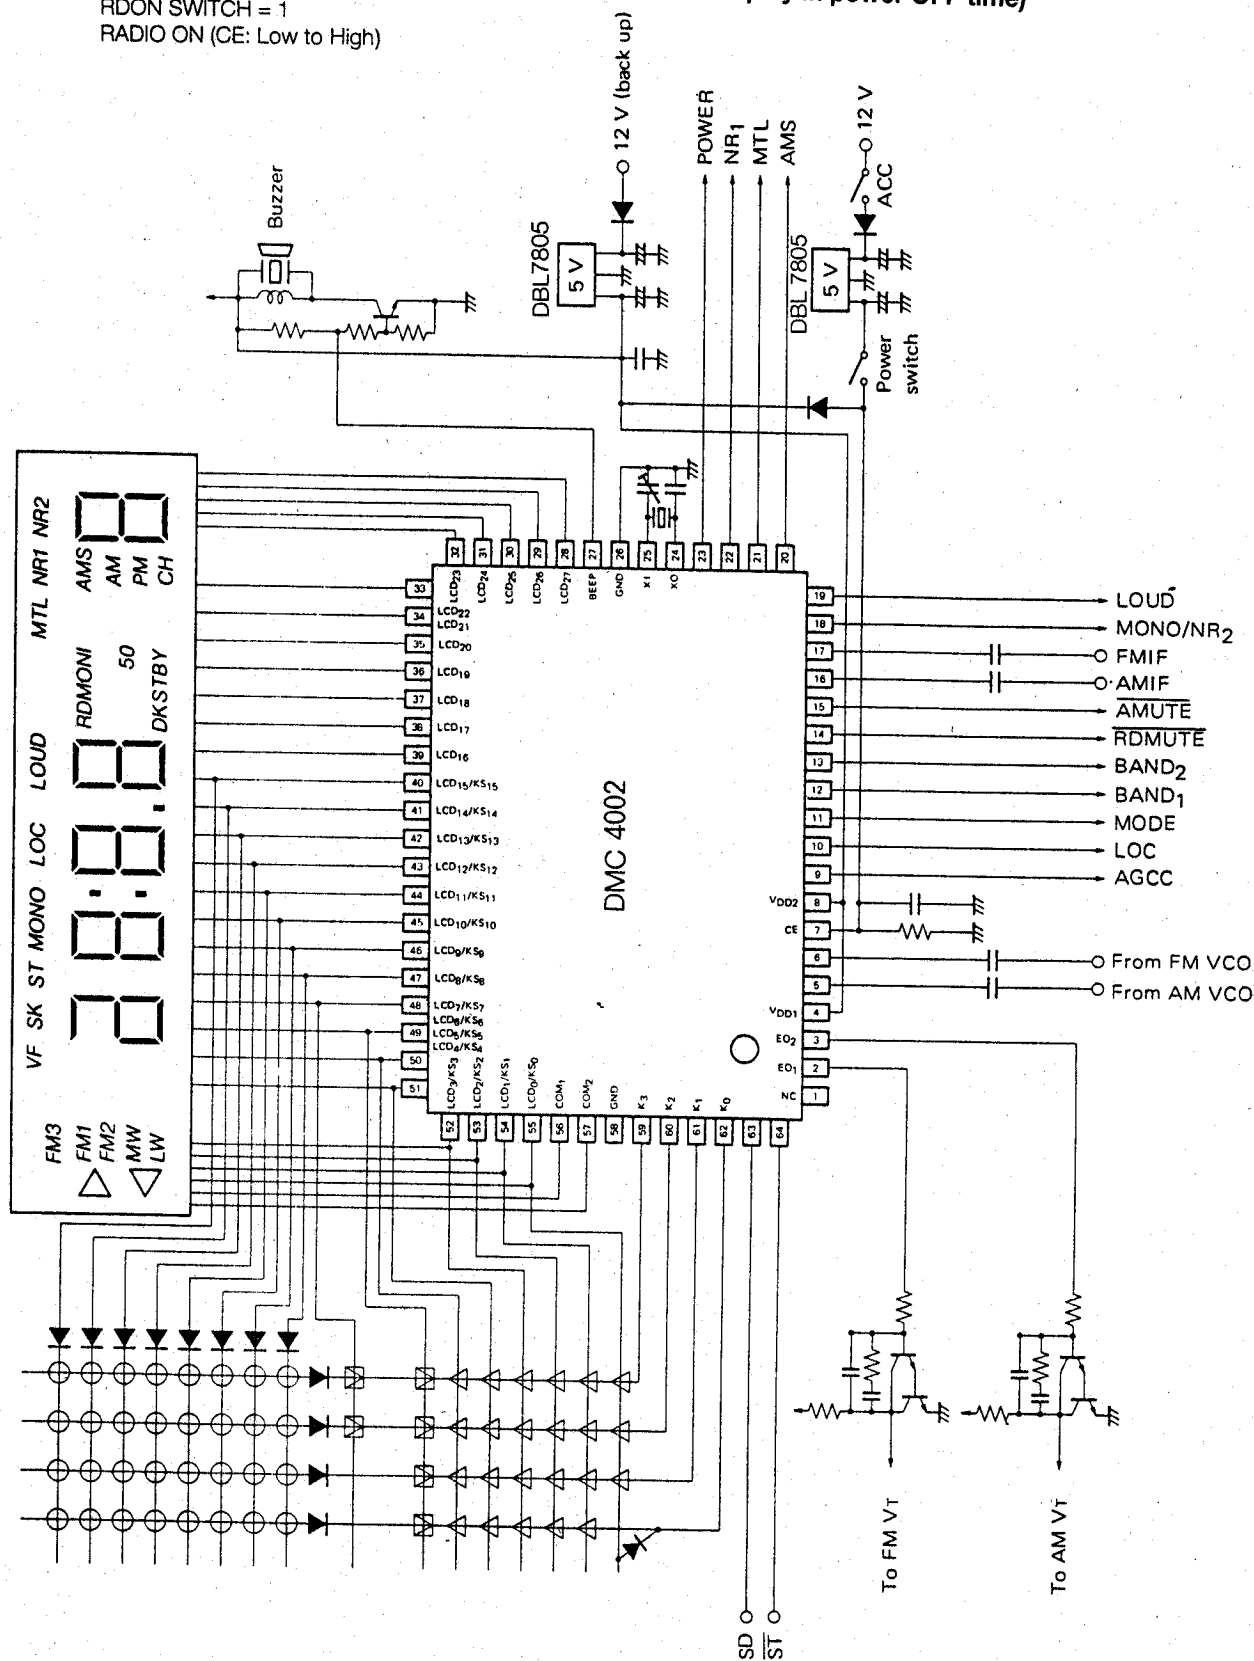 RDON SWITCH = 1
RADIO ON (CE: Low to High)
12 V (back up)
POWER
NR1
MTL
AMS
12 V
ACC
Buzzer
DBL7805
5 V
DBL7805
5 V
Power
switch
VF SK ST MONO LOC LOUD MTL NR1 NR2
RDMONI
50
DKSTBY
AMS
AM
PM
CH
FM3
FM1
FM2
MW
LW
DMC 4002
32 LCD23
31 LCD24
30 LCD25
29 LCD26
28 LCD27
27 BEEP
26 GND
25 XI
24 XO
23
22
21
20
33 LCD22
34 LCD21
35 LCD20
36 LCD19
37 LCD18
38 LCD17
39 LCD16
40 LCD15/KS15
41 LCD14/KS14
42 LCD13/KS13
43 LCD12/KS12
44 LCD11/KS11
45 LCD10/KS10
46 LCD9/KS9
47 LCD8/KS8
48 LCD7/KS7
49 LCD6/KS6
50 LCD5/KS5
51 LCD4/KS4
52 LCD3/KS3
53 LCD2/KS2
54 LCD1/KS1
55 LCD0/KS0
56 COM1
57 COM2
58 GND
59 K3
60 K2
61 K1
62 K0
63
64
19 LOUD
18 MONO/NR2
17 FMIF
16 AMIF
15 AMUTE
14 RDMUTE
13 BAND2
12 BAND1
11 MODE
10 LOC
9 AGCC
VDD2 8
CE 7
6 From FM VCO
5 From AM VCO
VDD1 4
EO2 3
EO1 2
NC 1
To FM VT
To AM VT
SD
ST